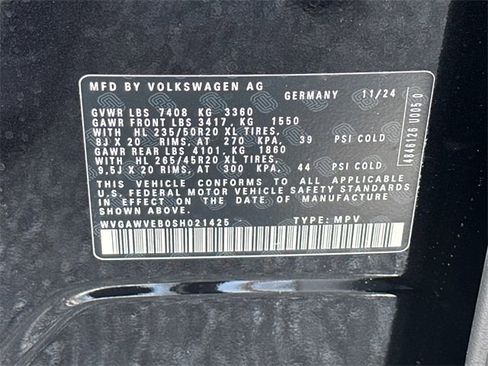 MFD BY VOLKSWAGEN AG
GERMANY 11/24
GVWR LBS 7408 KG 3360
GAWR FRONT LBS 3417, KG 1550
WITH HL 235/50R20 XL TIRES,
8J X 20 RIMS, AT 270 KPA, 39 PSI COLD
GAWR REAR LBS 4101, KG 1860
WITH HL 265/45R20 XL TIRES,
9.5J X 20 RIMS, AT 300 KPA, 44 PSI COLD
THIS VEHICLE CONFORMS TO ALL APPLICABLE
U.S. FEDERAL MOTOR VEHICLE SAFETY STANDARDS
IN EFFECT ON THE DATE OF MANUFACTURE
SHOWN ABOVE.
WVGAWVEB0SH021425 TYPE: MPV
4846126 U005.0